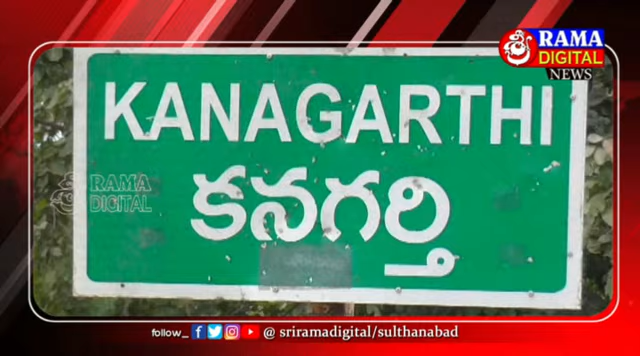 RAMA
DIGITAL
NEWS
KANAGARTHI
కనగర్తి
RAMA
DIGITAL
follow_ @ sriramadigital/sulthanabad